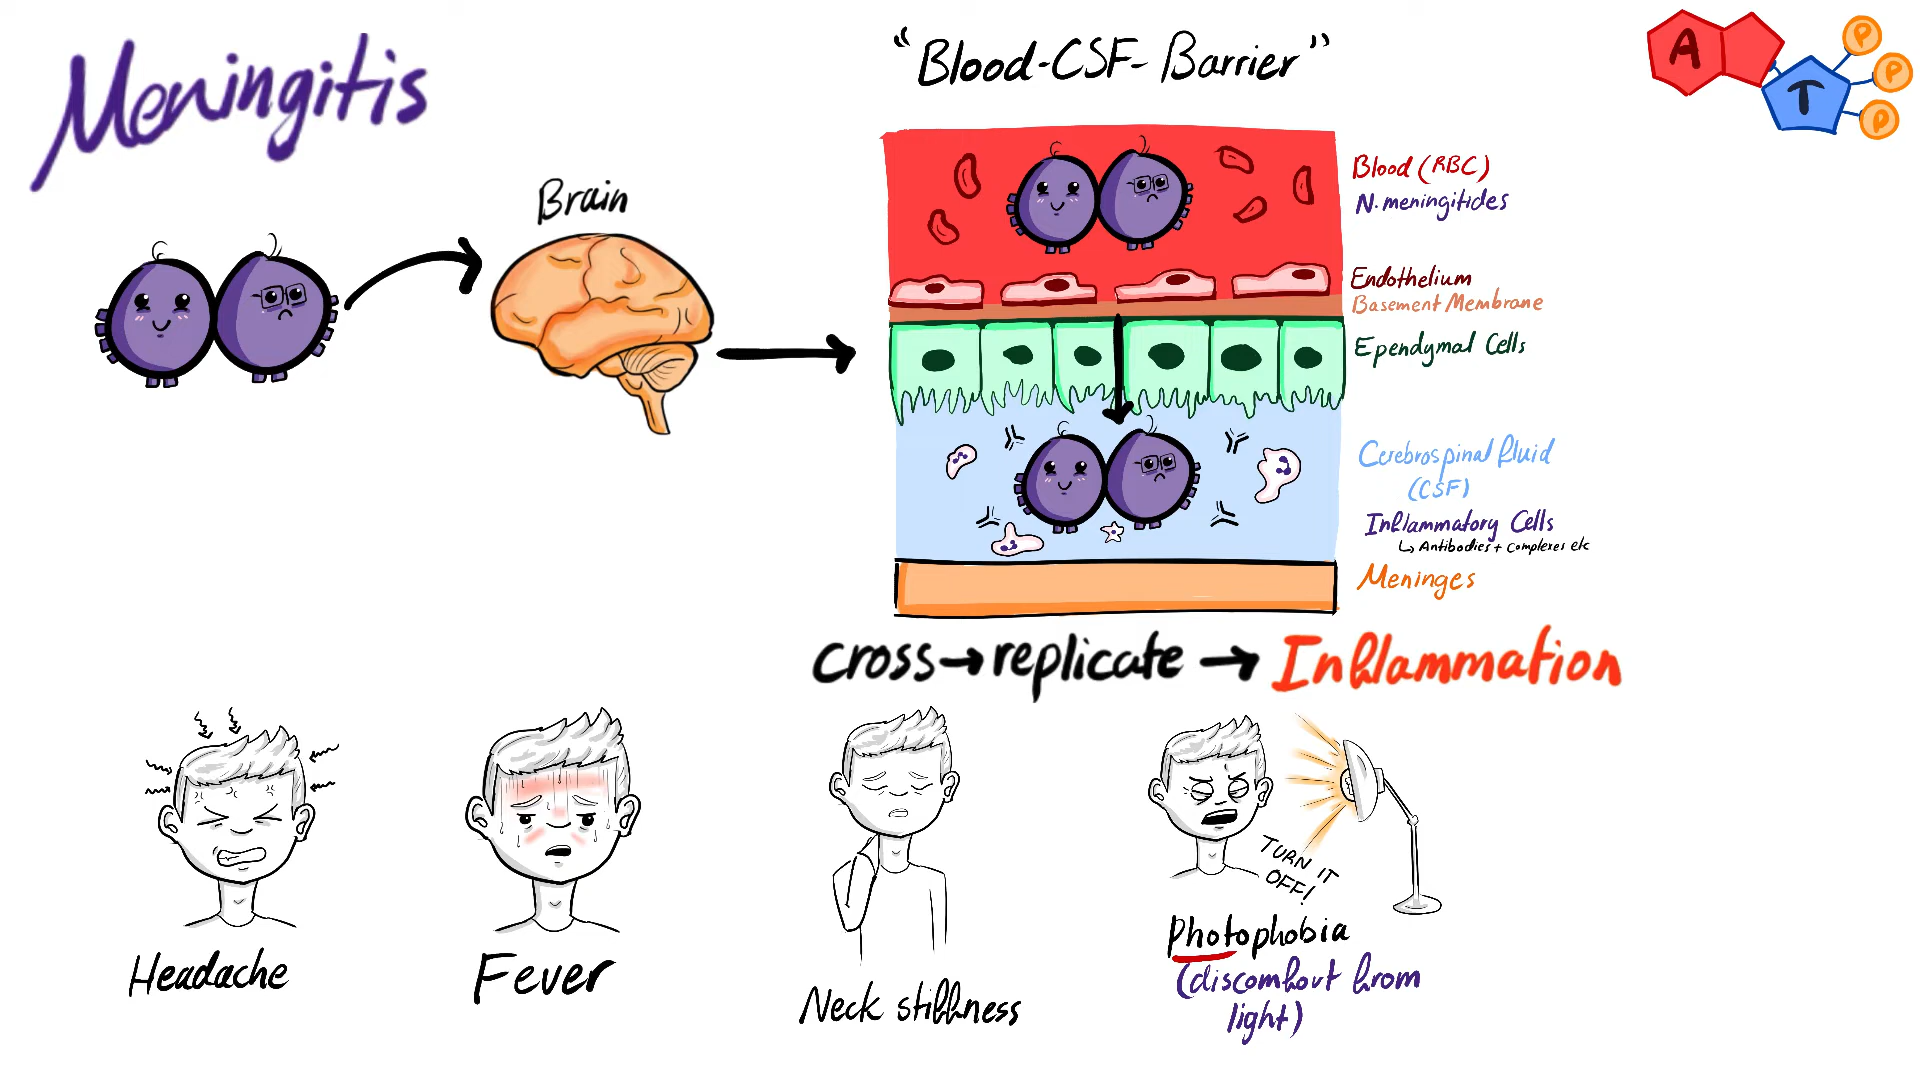 Meningitis
"Blood-CSF-Barrier"
A
T
P
P
P
Brain
Blood (RBC)
N. meningitides
Endothelium
Basement Membrane
Ependymal Cells
Cerebrospinal fluid
(CSF)
Inflammatory Cells
↳ Antibodies + Complexes etc
Meninges
cross → replicate → Inflammation
TURN IT
OFF!
Headache
Fever
Neck stiffness
Photophobia
(discomfort from
light)